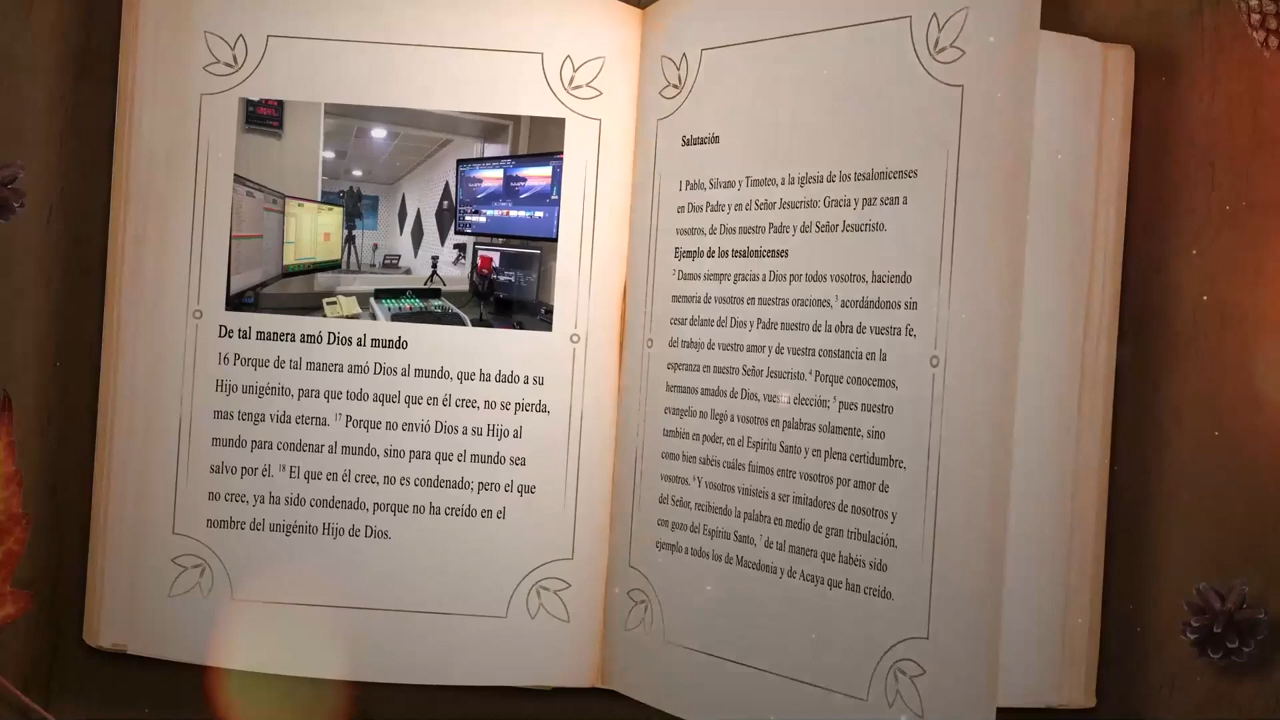 De tal manera amó Dios al mundo
16 Porque de tal manera amó Dios al mundo, que ha dado a su
Hijo unigénito, para que todo aquel que en él cree, no se pierda,
mas tenga vida eterna. 17 Porque no envió Dios a su Hijo al
mundo para condenar al mundo, sino para que el mundo sea
salvo por él. 18 El que en él cree, no es condenado; pero el que
no cree, ya ha sido condenado, porque no ha creído en el
nombre del unigénito Hijo de Dios.
Salutación
1 Pablo, Silvano y Timoteo, a la iglesia de los tesalonicenses
en Dios Padre y en el Señor Jesucristo: Gracia y paz sean a
vosotros, de Dios nuestro Padre y del Señor Jesucristo.
Ejemplo de los tesalonicenses
2 Damos siempre gracias a Dios por todos vosotros, haciendo
memoria de vosotros en nuestras oraciones, 3 acordándonos sin
cesar delante del Dios y Padre nuestro de la obra de vuestra fe,
del trabajo de vuestro amor y de vuestra constancia en la
esperanza en nuestro Señor Jesucristo. 4 Porque conocemos,
hermanos amados de Dios, vuestra elección; 5 pues nuestro
evangelio no llegó a vosotros en palabras solamente, sino
también en poder, en el Espíritu Santo y en plena certidumbre,
como bien sabéis cuáles fuimos entre vosotros por amor de
vosotros. 6 Y vosotros vinisteis a ser imitadores de nosotros y
del Señor, recibiendo la palabra en medio de gran tribulación,
con gozo del Espíritu Santo, 7 de tal manera que habéis sido
ejemplo a todos los de Macedonia y de Acaya que han creído.